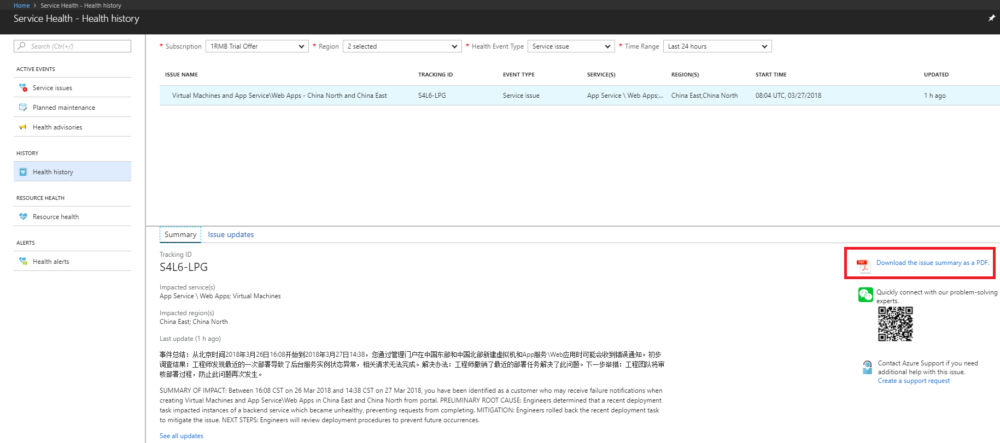 Home > Service Health - Health history
Service Health - Health history
Search (Ctrl+/)
ACTIVE EVENTS
Service issues
Planned maintenance
Health advisories
HISTORY
Health history
RESOURCE HEALTH
Resource health
ALERTS
Health alerts
* Subscription 1RMB Trial Offer * Region 2 selected * Health Event Type Service issue * Time Range Last 24 hours
ISSUE NAME TRACKING ID EVENT TYPE SERVICE(S) REGION(S) START TIME UPDATED
Virtual Machines and App Service\Web Apps - China North and China East S4L6-LPG Service issue App Service \ Web Apps;... China East,China North 08:04 UTC, 03/27/2018 1 h ago
Summary Issue updates
Tracking ID
S4L6-LPG
Impacted service(s)
App Service \ Web Apps; Virtual Machines
Impacted region(s)
China East; China North
Last update (1 h ago)
事件总结：从北京时间2018年3月26日16:08开始到2018年3月27日14:38，您通过管理门户在中国东部和中国北部新建虚拟机和App服务\Web应用时可能会收到错误通知。初步
调查结果：工程师发现最近的一次部署导致了后台服务实例状态异常，相关请求无法完成。解决办法：工程师撤销了最近的部署任务解决了此问题。下一步举措：工程团队将审
核部署过程，防止此问题再次发生。
SUMMARY OF IMPACT: Between 16:08 CST on 26 Mar 2018 and 14:38 CST on 27 Mar 2018, you have been identified as a customer who may receive failure notifications when
creating Virtual Machines and App Service\Web Apps in China East and China North from portal. PRELIMINARY ROOT CAUSE: Engineers determined that a recent deployment
task impacted instances of a backend service which became unhealthy, preventing requests from completing. MITIGATION: Engineers rolled back the recent deployment task
to mitigate the issue. NEXT STEPS: Engineers will review deployment procedures to prevent future occurrences.
See all updates
PDF
Download the issue summary as a PDF.
Quickly connect with our problem-solving
experts.
Contact Azure Support if you need
additional help with this issue.
Create a support request